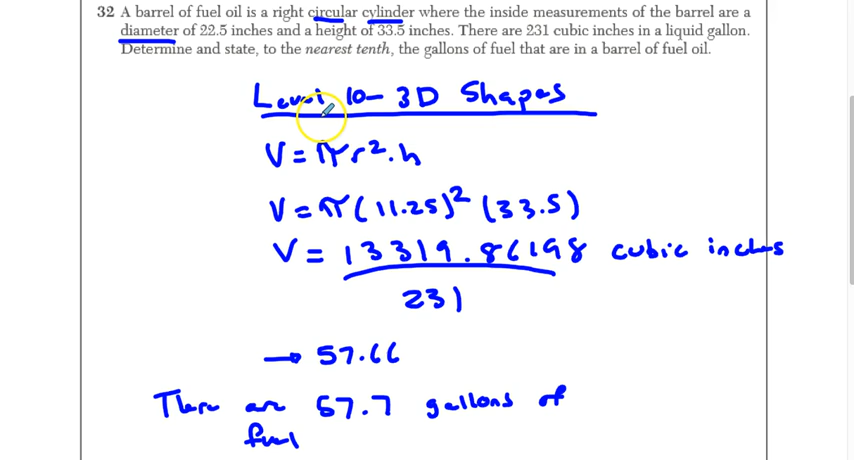 32 A barrel of fuel oil is a right circular cylinder where the inside measurements of the barrel are a
diameter of 22.5 inches and a height of 33.5 inches. There are 231 cubic inches in a liquid gallon.
Determine and state, to the nearest tenth, the gallons of fuel that are in a barrel of fuel oil.
Level 10- 3D Shapes
V = πr².h
V = π(11.25)² (33.5)
V = 13319.86198 cubic inches
231
→ 57.66
There are 57.7 gallons of
fuel